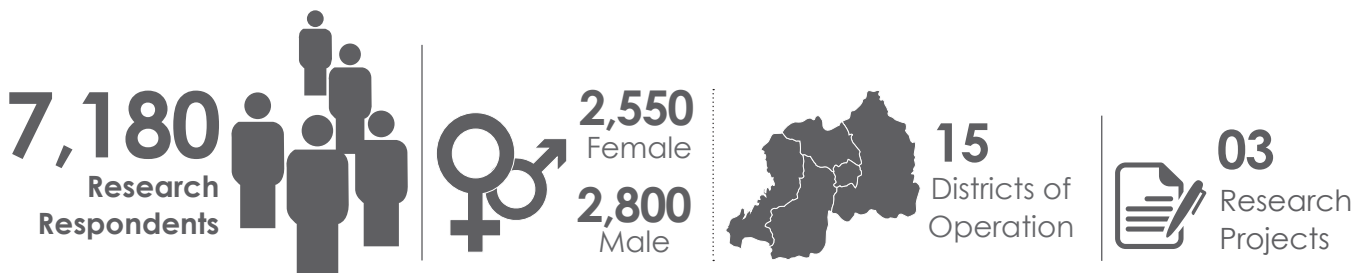 7,180
Research
Respondents
2,550
Female
2,800
Male
15
Districts of
Operation
03
Research
Projects